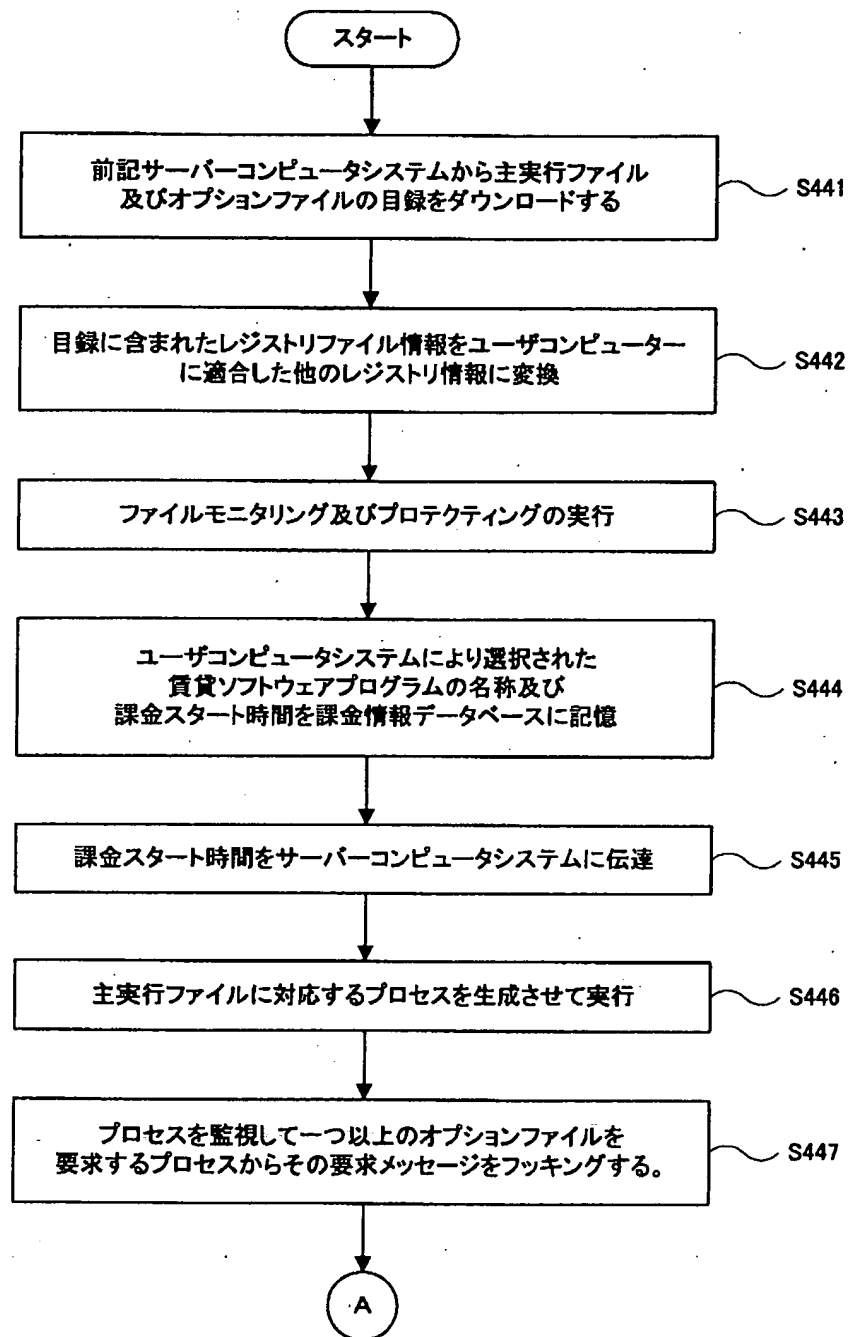 スタート
前記サーバーコンピュータシステムから主実行ファイル
及びオプションファイルの目録をダウンロードする
S441
目録に含まれたレジストリファイル情報をユーザコンピューター
に適合した他のレジストリ情報に変換
S442
ファイルモニタリング及びプロテクティングの実行
S443
ユーザコンピュータシステムにより選択された
賃貸ソフトウェアプログラムの名称及び
課金スタート時間を課金情報データベースに記憶
S444
課金スタート時間をサーバーコンピュータシステムに伝達
S445
主実行ファイルに対応するプロセスを生成させて実行
S446
プロセスを監視して一つ以上のオプションファイルを
要求するプロセスからその要求メッセージをフッキングする。
S447
A